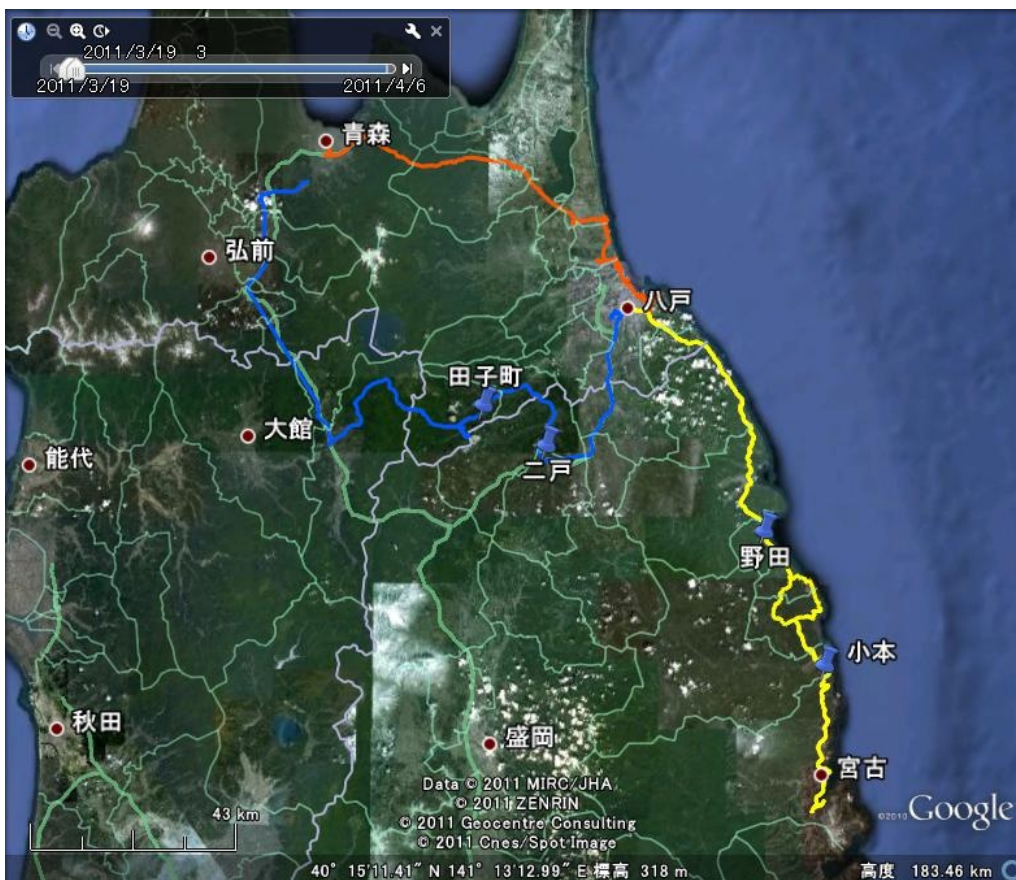 2011/3/19 3
2011/3/19
2011/4/6
青森
弘前
八戸
田子町
大館
能代
二戸
野田
小本
秋田
盛岡
宮古
Data © 2011 MIRC/JHA
© 2011 ZENRIN
© 2011 Geocentre Consulting
© 2011 Cnes/Spot Image
©2010 Google
43 km
40° 15'11.41" N 141° 13'12.99" E 標高 318 m
高度 183.46 km